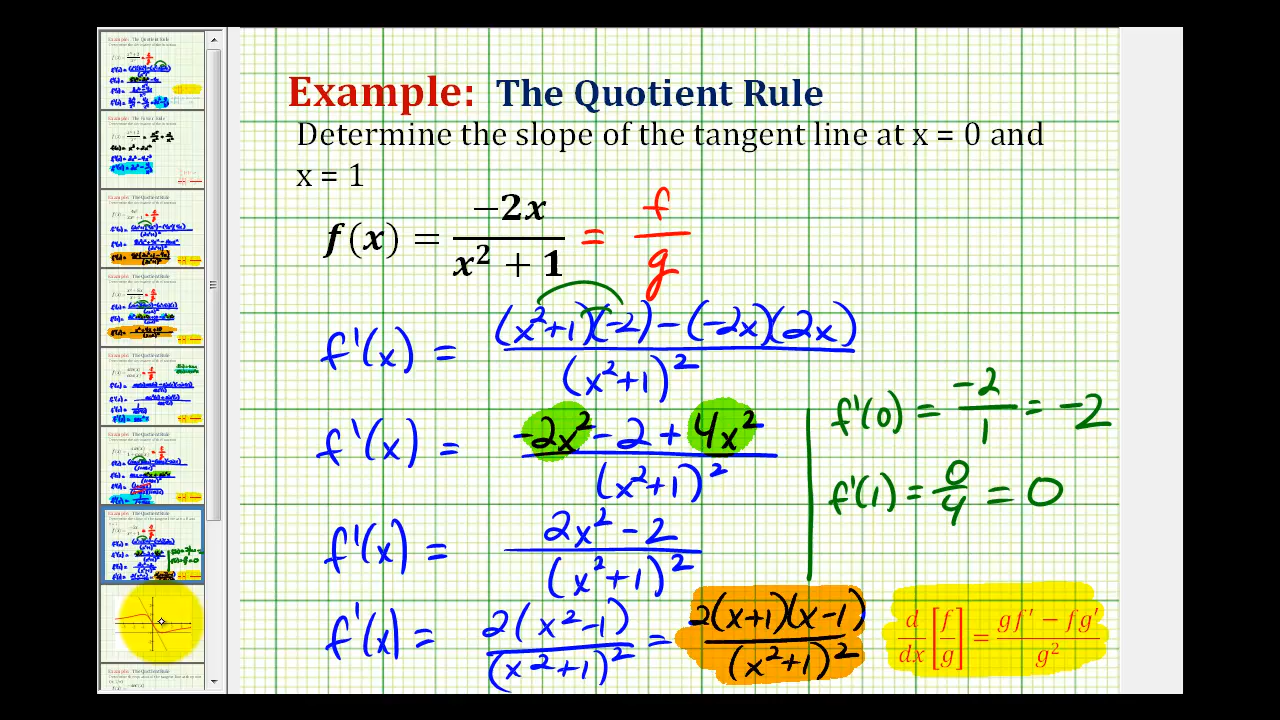 Example: The Quotient Rule
Determine the slope of the tangent line at x = 0 and
x = 1
f(x) = −2x / (x² + 1) = f / g
f'(x) = ((x²+1)(-2) − (−2x)(2x)) / (x²+1)²
f'(x) = (-2x² − 2 + 4x²) / (x²+1)²
f'(x) = (2x² − 2) / (x²+1)²
f'(x) = 2(x²−1) / (x²+1)² = 2(x+1)(x−1) / (x²+1)²
f'(0) = −2 / 1 = −2
f'(1) = 0 / 4 = 0
d/dx [f/g] = (gf′ − fg′) / g²